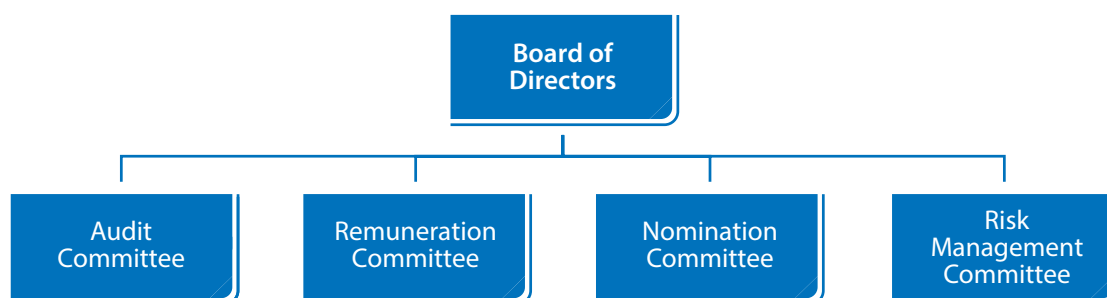 Board of
Directors
Audit
Committee
Remuneration
Committee
Nomination
Committee
Risk
Management
Committee